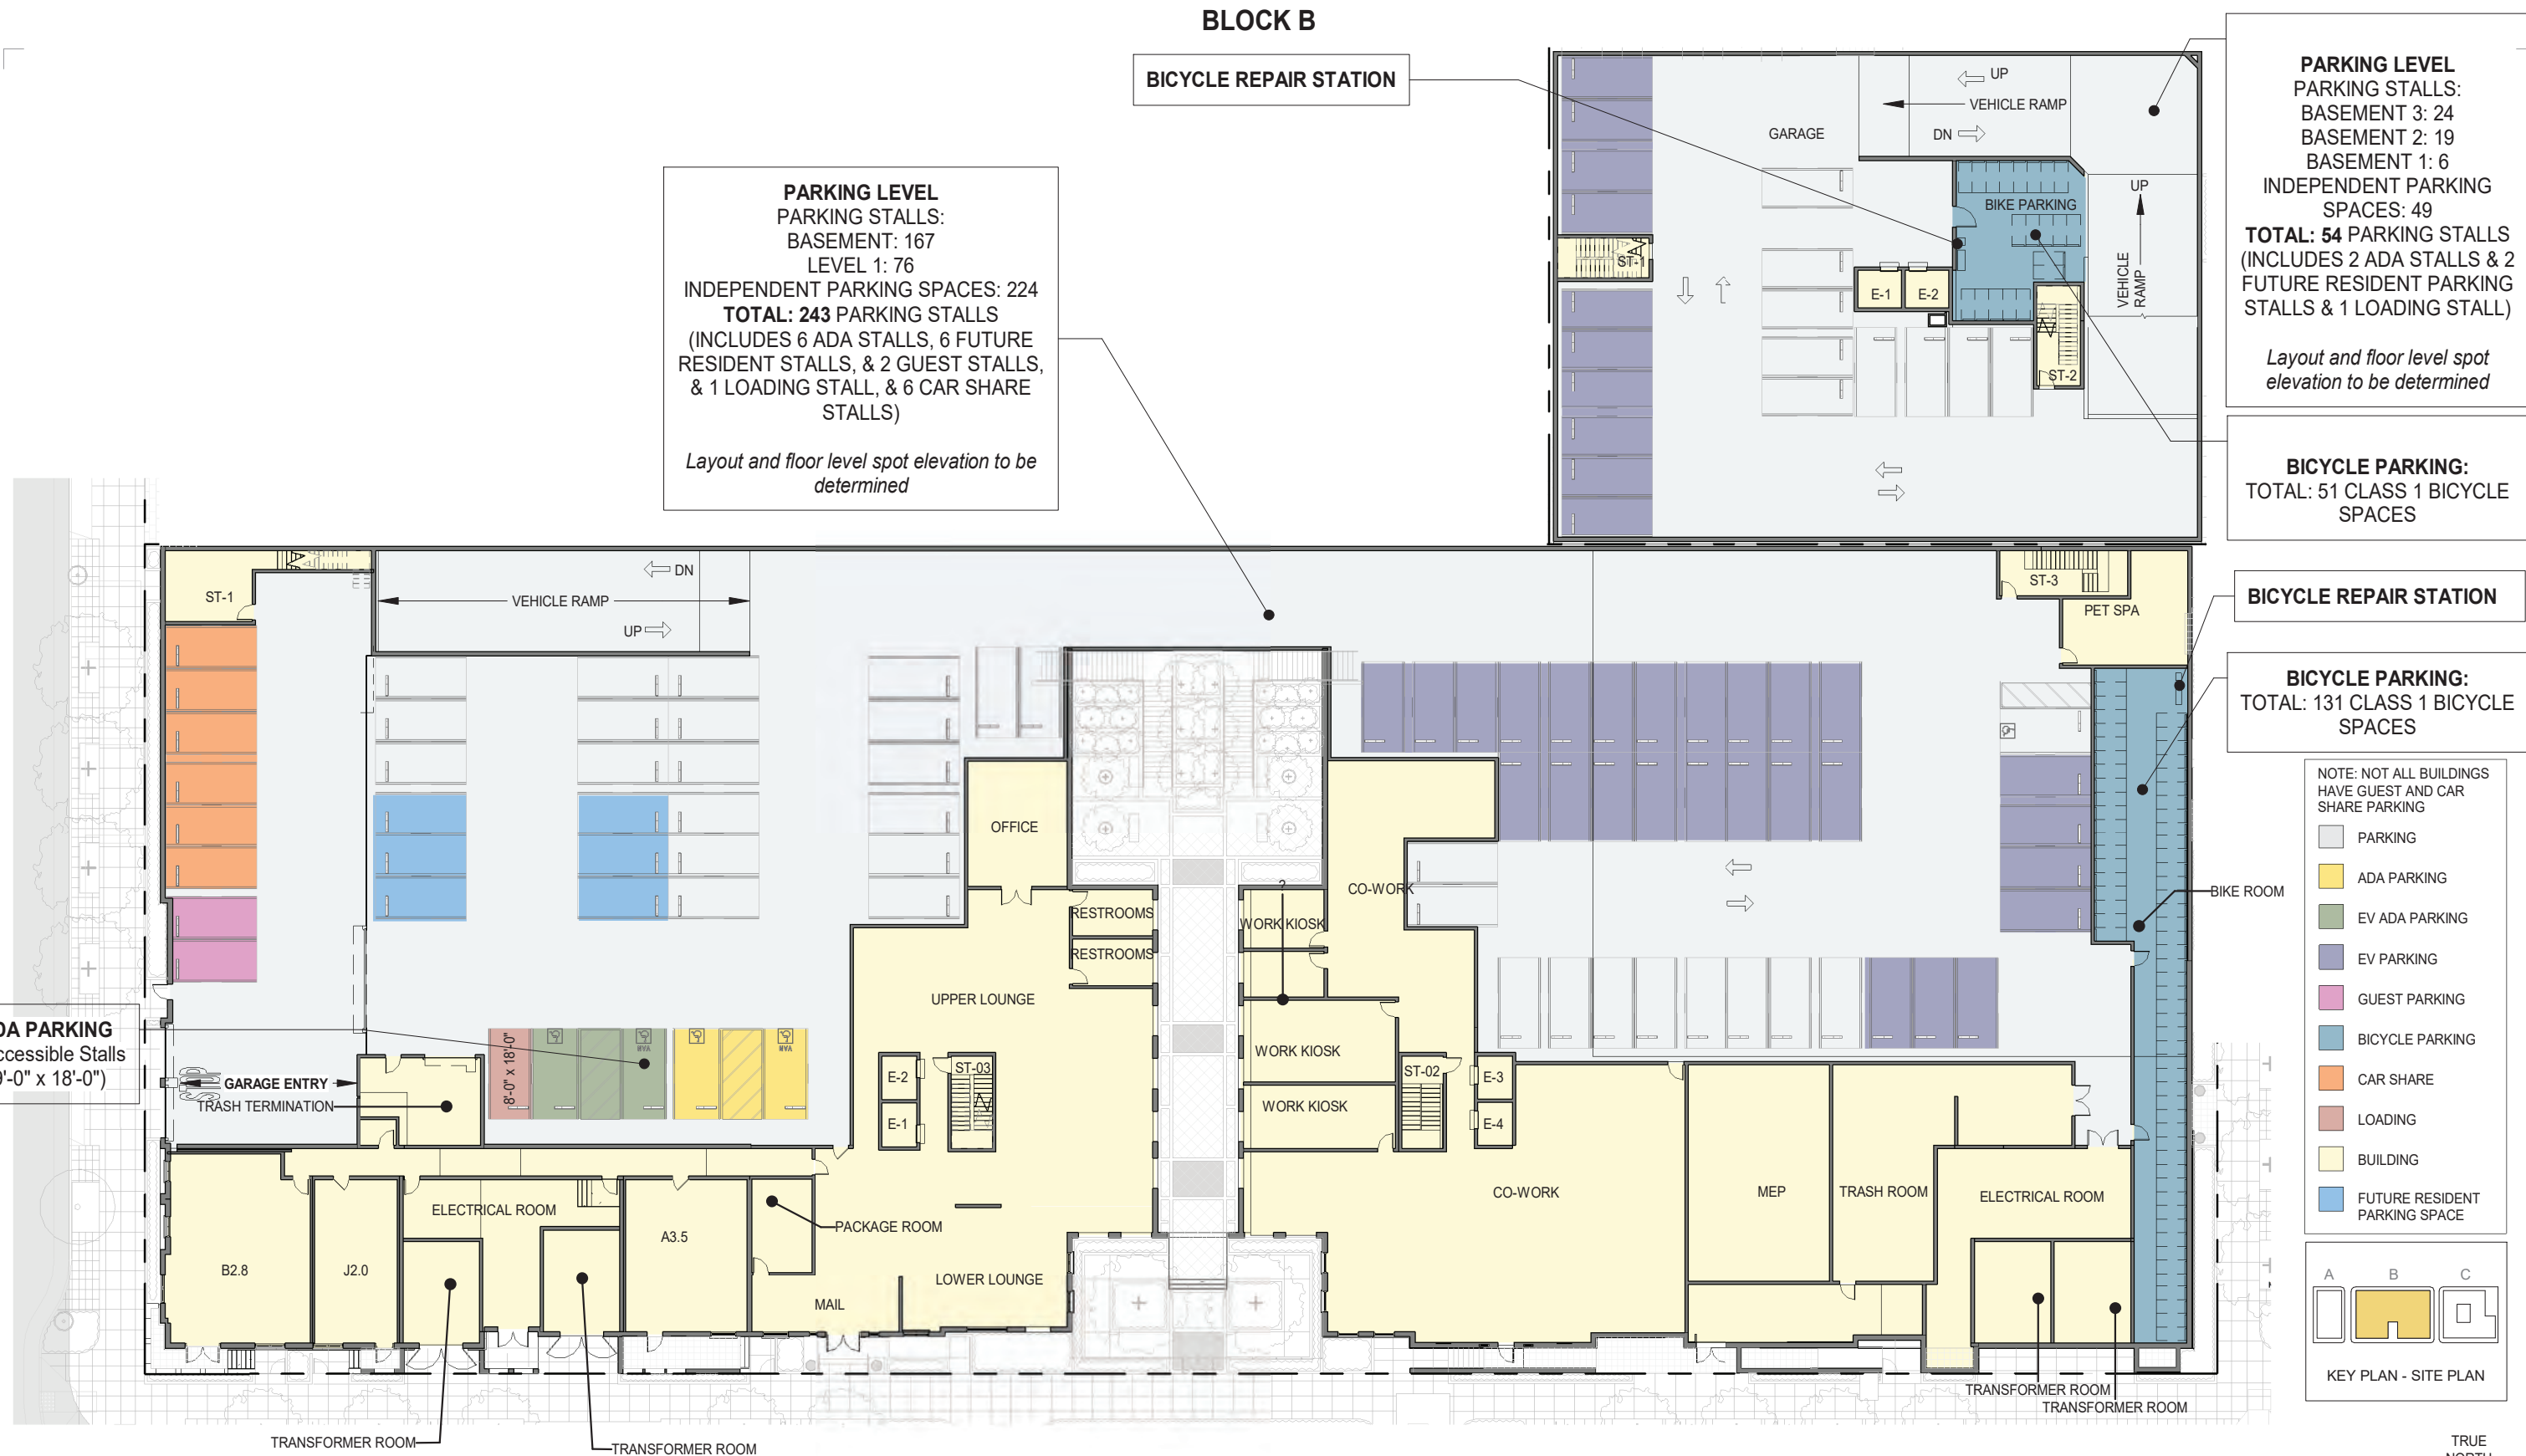 BLOCK B
BICYCLE REPAIR STATION
PARKING LEVEL
PARKING STALLS:
BASEMENT 3: 24
BASEMENT 2: 19
BASEMENT 1: 6
INDEPENDENT PARKING
SPACES: 49
TOTAL: 54 PARKING STALLS
(INCLUDES 2 ADA STALLS & 2
FUTURE RESIDENT PARKING
STALLS & 1 LOADING STALL)
Layout and floor level spot
elevation to be determined
BICYCLE PARKING:
TOTAL: 51 CLASS 1 BICYCLE
SPACES
UP
VEHICLE RAMP
GARAGE
DN
BIKE PARKING
UP
VEHICLE
RAMP
ST-1
E-1
E-2
ST-2
PARKING LEVEL
PARKING STALLS:
BASEMENT: 167
LEVEL 1: 76
INDEPENDENT PARKING SPACES: 224
TOTAL: 243 PARKING STALLS
(INCLUDES 6 ADA STALLS, 6 FUTURE
RESIDENT STALLS, & 2 GUEST STALLS,
& 1 LOADING STALL, & 6 CAR SHARE
STALLS)
Layout and floor level spot elevation to be
determined
BICYCLE REPAIR STATION
BICYCLE PARKING:
TOTAL: 131 CLASS 1 BICYCLE
SPACES
ST-1
DN
VEHICLE RAMP
UP
ST-3
PET SPA
OFFICE
RESTROOMS
RESTROOMS
UPPER LOUNGE
?
WORK KIOSK
CO-WORK
WORK KIOSK
WORK KIOSK
BIKE ROOM
DA PARKING
ccessible Stalls
9'-0" x 18'-0")
STOP
GARAGE ENTRY
TRASH TERMINATION
8'-0" x 18'-0"
VAN
VAN
E-2
E-1
ST-03
ST-02
E-3
E-4
B2.8
J2.0
ELECTRICAL ROOM
A3.5
PACKAGE ROOM
MAIL
LOWER LOUNGE
CO-WORK
MEP
TRASH ROOM
ELECTRICAL ROOM
TRANSFORMER ROOM
TRANSFORMER ROOM
TRANSFORMER ROOM
TRANSFORMER ROOM
NOTE: NOT ALL BUILDINGS
HAVE GUEST AND CAR
SHARE PARKING
PARKING
ADA PARKING
EV ADA PARKING
EV PARKING
GUEST PARKING
BICYCLE PARKING
CAR SHARE
LOADING
BUILDING
FUTURE RESIDENT
PARKING SPACE
A
B
C
KEY PLAN - SITE PLAN
TRUE
NORTH